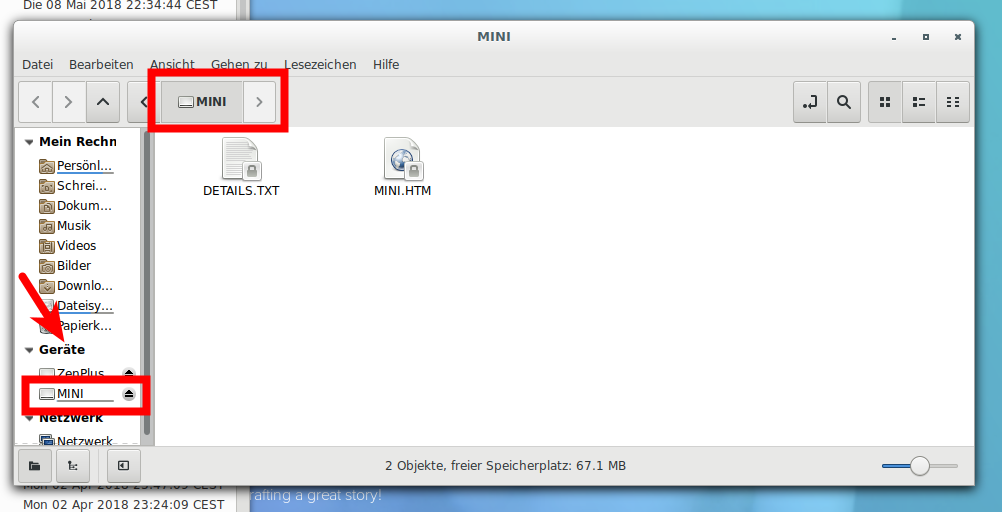 Die 08 Mai 2018 22:34:44 CEST
MINI
Datei Bearbeiten Ansicht Gehen zu Lesezeichen Hilfe
MINI
Mein Rechn
Persönl...
Schrei...
Dokum...
Musik
Videos
Bilder
Downlo...
Dateisy...
Papierk...
Geräte
ZenPlus
MINI
Netzwerk
Netzwerk
DETAILS.TXT
MINI.HTM
2 Objekte, freier Speicherplatz: 67.1 MB
Mon 02 Apr 2018 23:47:09 CEST
rafting a great story!
Mon 02 Apr 2018 23:24:09 CEST